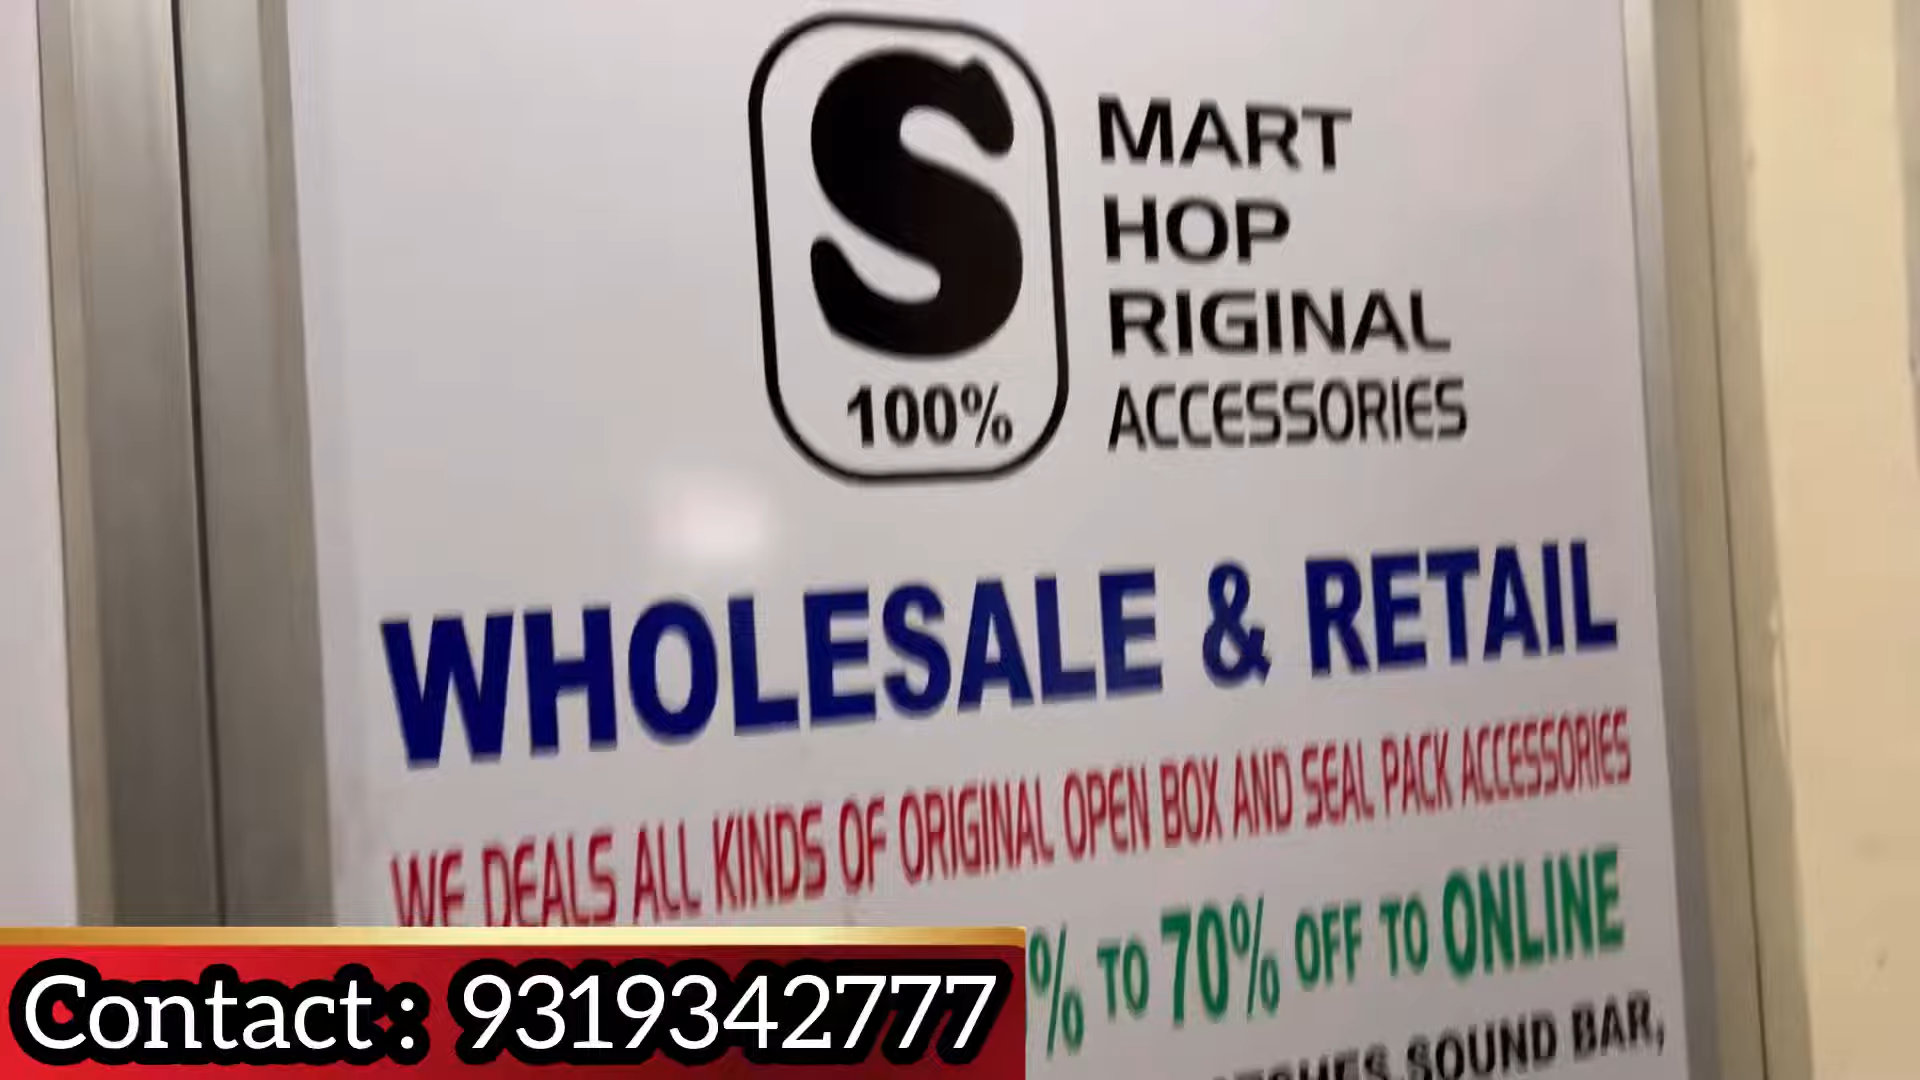 S
100%
MART
HOP
RIGINAL
ACCESSORIES
WHOLESALE & RETAIL
WE DEALS ALL KINDS OF ORIGINAL OPEN BOX AND SEAL PACK ACCESSORIES
% TO 70% OFF TO ONLINE
SOUND BAR,
Contact : 9319342777